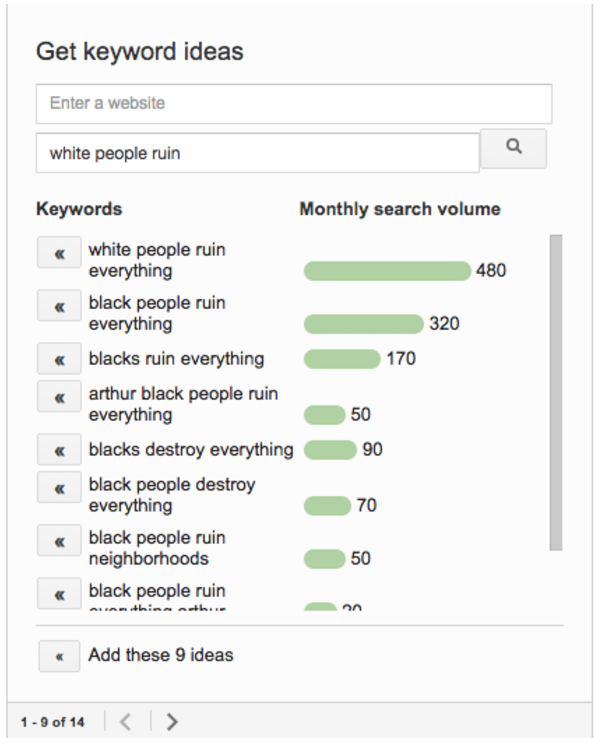 Get keyword ideas
Enter a website
white people ruin
Keywords Monthly search volume
« white people ruin
everything 480
« black people ruin
everything 320
« blacks ruin everything 170
« arthur black people ruin
everything 50
« blacks destroy everything 90
« black people destroy
everything 70
« black people ruin
neighborhoods 50
« black people ruin
everything arthur 20
« Add these 9 ideas
1 - 9 of 14